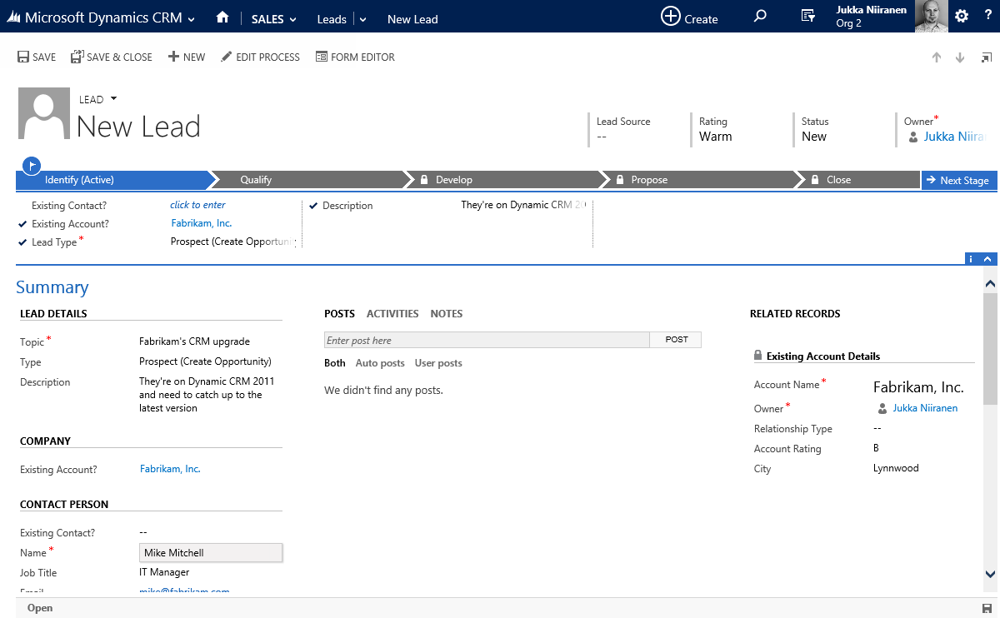 Microsoft Dynamics CRM SALES Leads New Lead Create Jukka Niiranen
Org 2 ?
SAVE SAVE & CLOSE NEW EDIT PROCESS FORM EDITOR
LEAD
New Lead
Lead Source Rating Status Owner*
-- Warm New Jukka Niira
Identify (Active) Qualify Develop Propose Close Next Stage
Existing Contact? click to enter Description They're on Dynamic CRM 20
Existing Account? Fabrikam, Inc.
Lead Type* Prospect (Create Opportunity
i
Summary
LEAD DETAILS
Topic* Fabrikam's CRM upgrade
Type Prospect (Create Opportunity)
Description They're on Dynamic CRM 2011
and need to catch up to the
latest version
COMPANY
Existing Account? Fabrikam, Inc.
CONTACT PERSON
Existing Contact? --
Name* Mike Mitchell
Job Title IT Manager
Email mike@fabrikam.com
POSTS ACTIVITIES NOTES
Enter post here POST
Both Auto posts User posts
We didn't find any posts.
RELATED RECORDS
Existing Account Details
Account Name* Fabrikam, Inc.
Owner* Jukka Niiranen
Relationship Type --
Account Rating B
City Lynnwood
Open